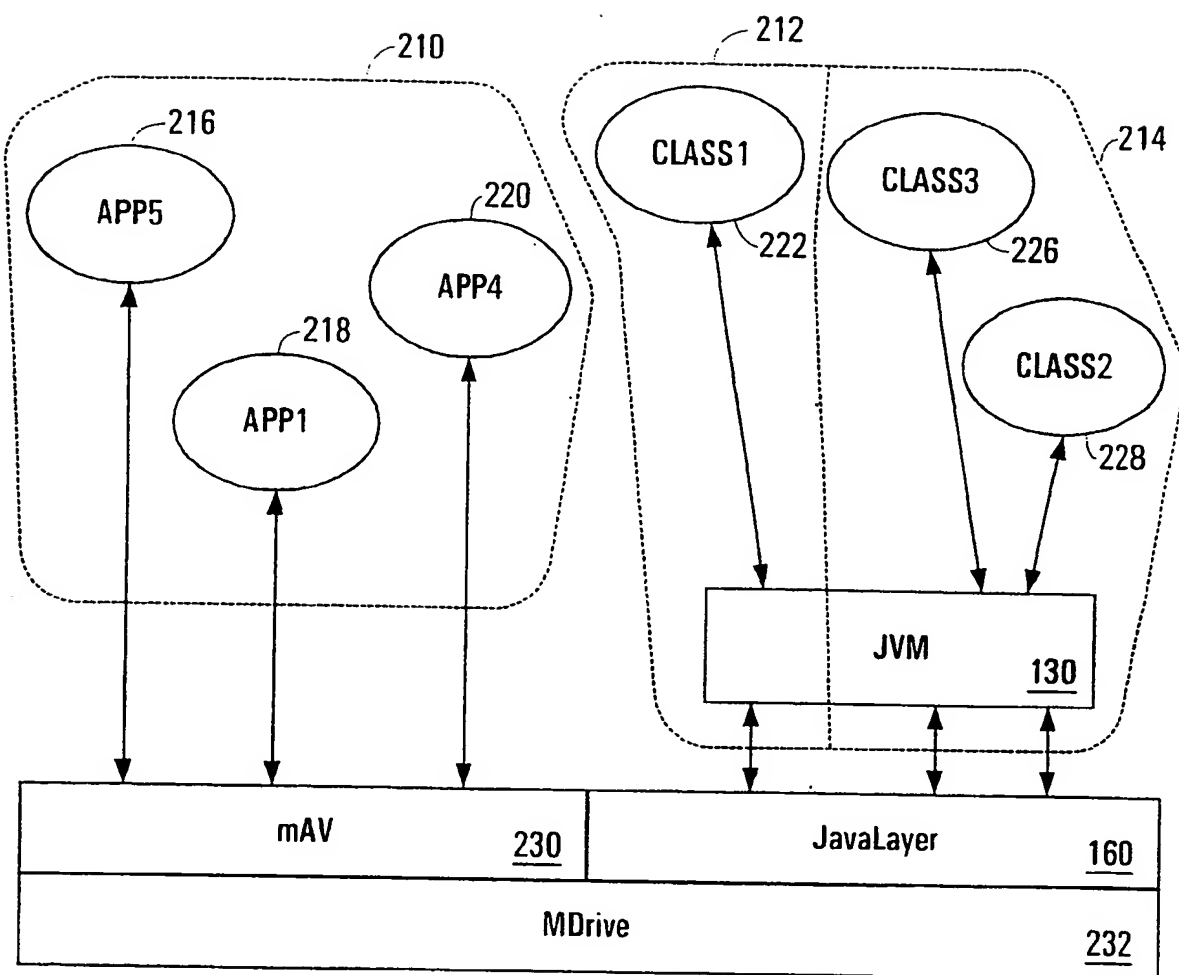 210
212
216
APP5
220
APP4
218
APP1
CLASS1
222
CLASS3
226
214
CLASS2
228
JVM
130
mAV
230
JavaLayer
160
MDrive
232